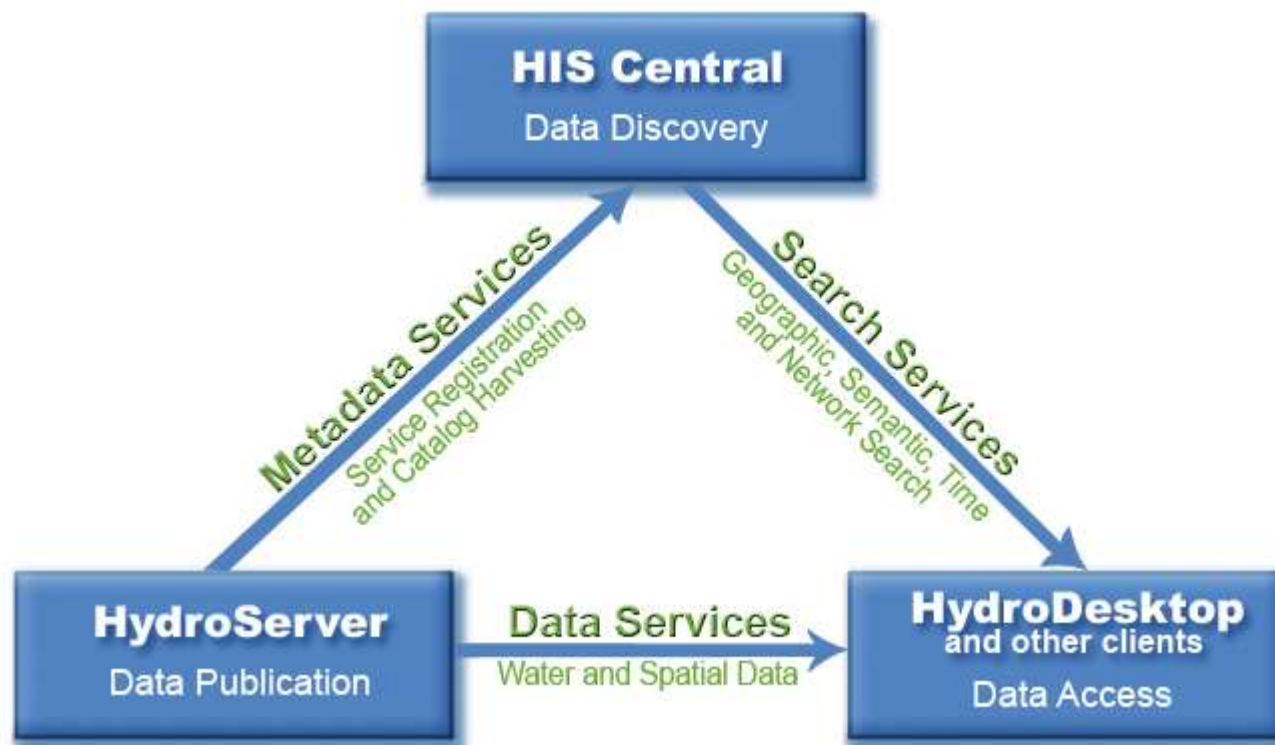 HIS Central
Data Discovery
Metadata Services
Service Registration
and Catalog Harvesting
Search Services
Geographic, Semantic, Time
and Network Search
HydroServer
Data Publication
Data Services
Water and Spatial Data
HydroDesktop
and other clients
Data Access